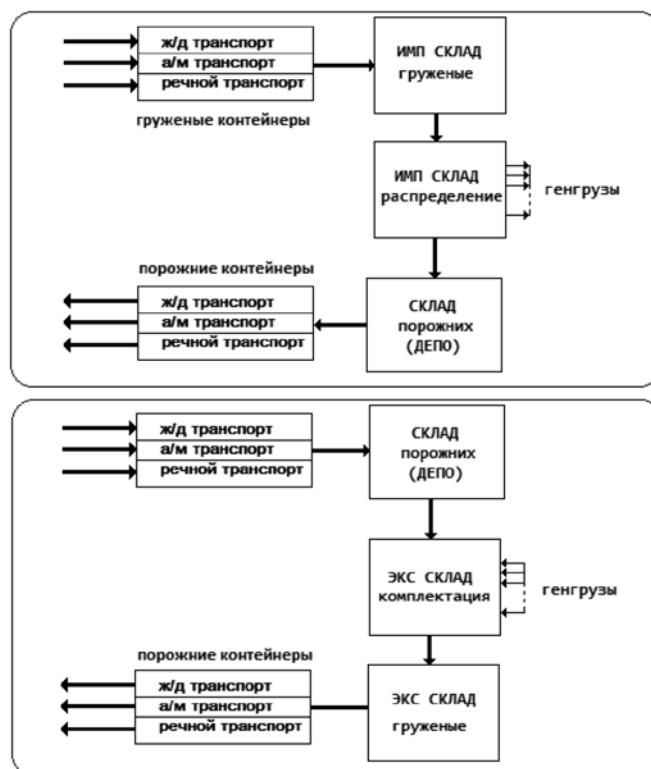 ж/д транспорт
а/м транспорт
речной транспорт
груженые контейнеры
ИМП СКЛАД
груженые
ИМП СКЛАД
распределение
генгрузы
порожние контейнеры
ж/д транспорт
а/м транспорт
речной транспорт
СКЛАД
порожних
(ДЕПО)
ж/д транспорт
а/м транспорт
речной транспорт
СКЛАД
порожних
(ДЕПО)
ЭКС СКЛАД
комплектация
генгрузы
порожние контейнеры
ж/д транспорт
а/м транспорт
речной транспорт
ЭКС СКЛАД
груженые